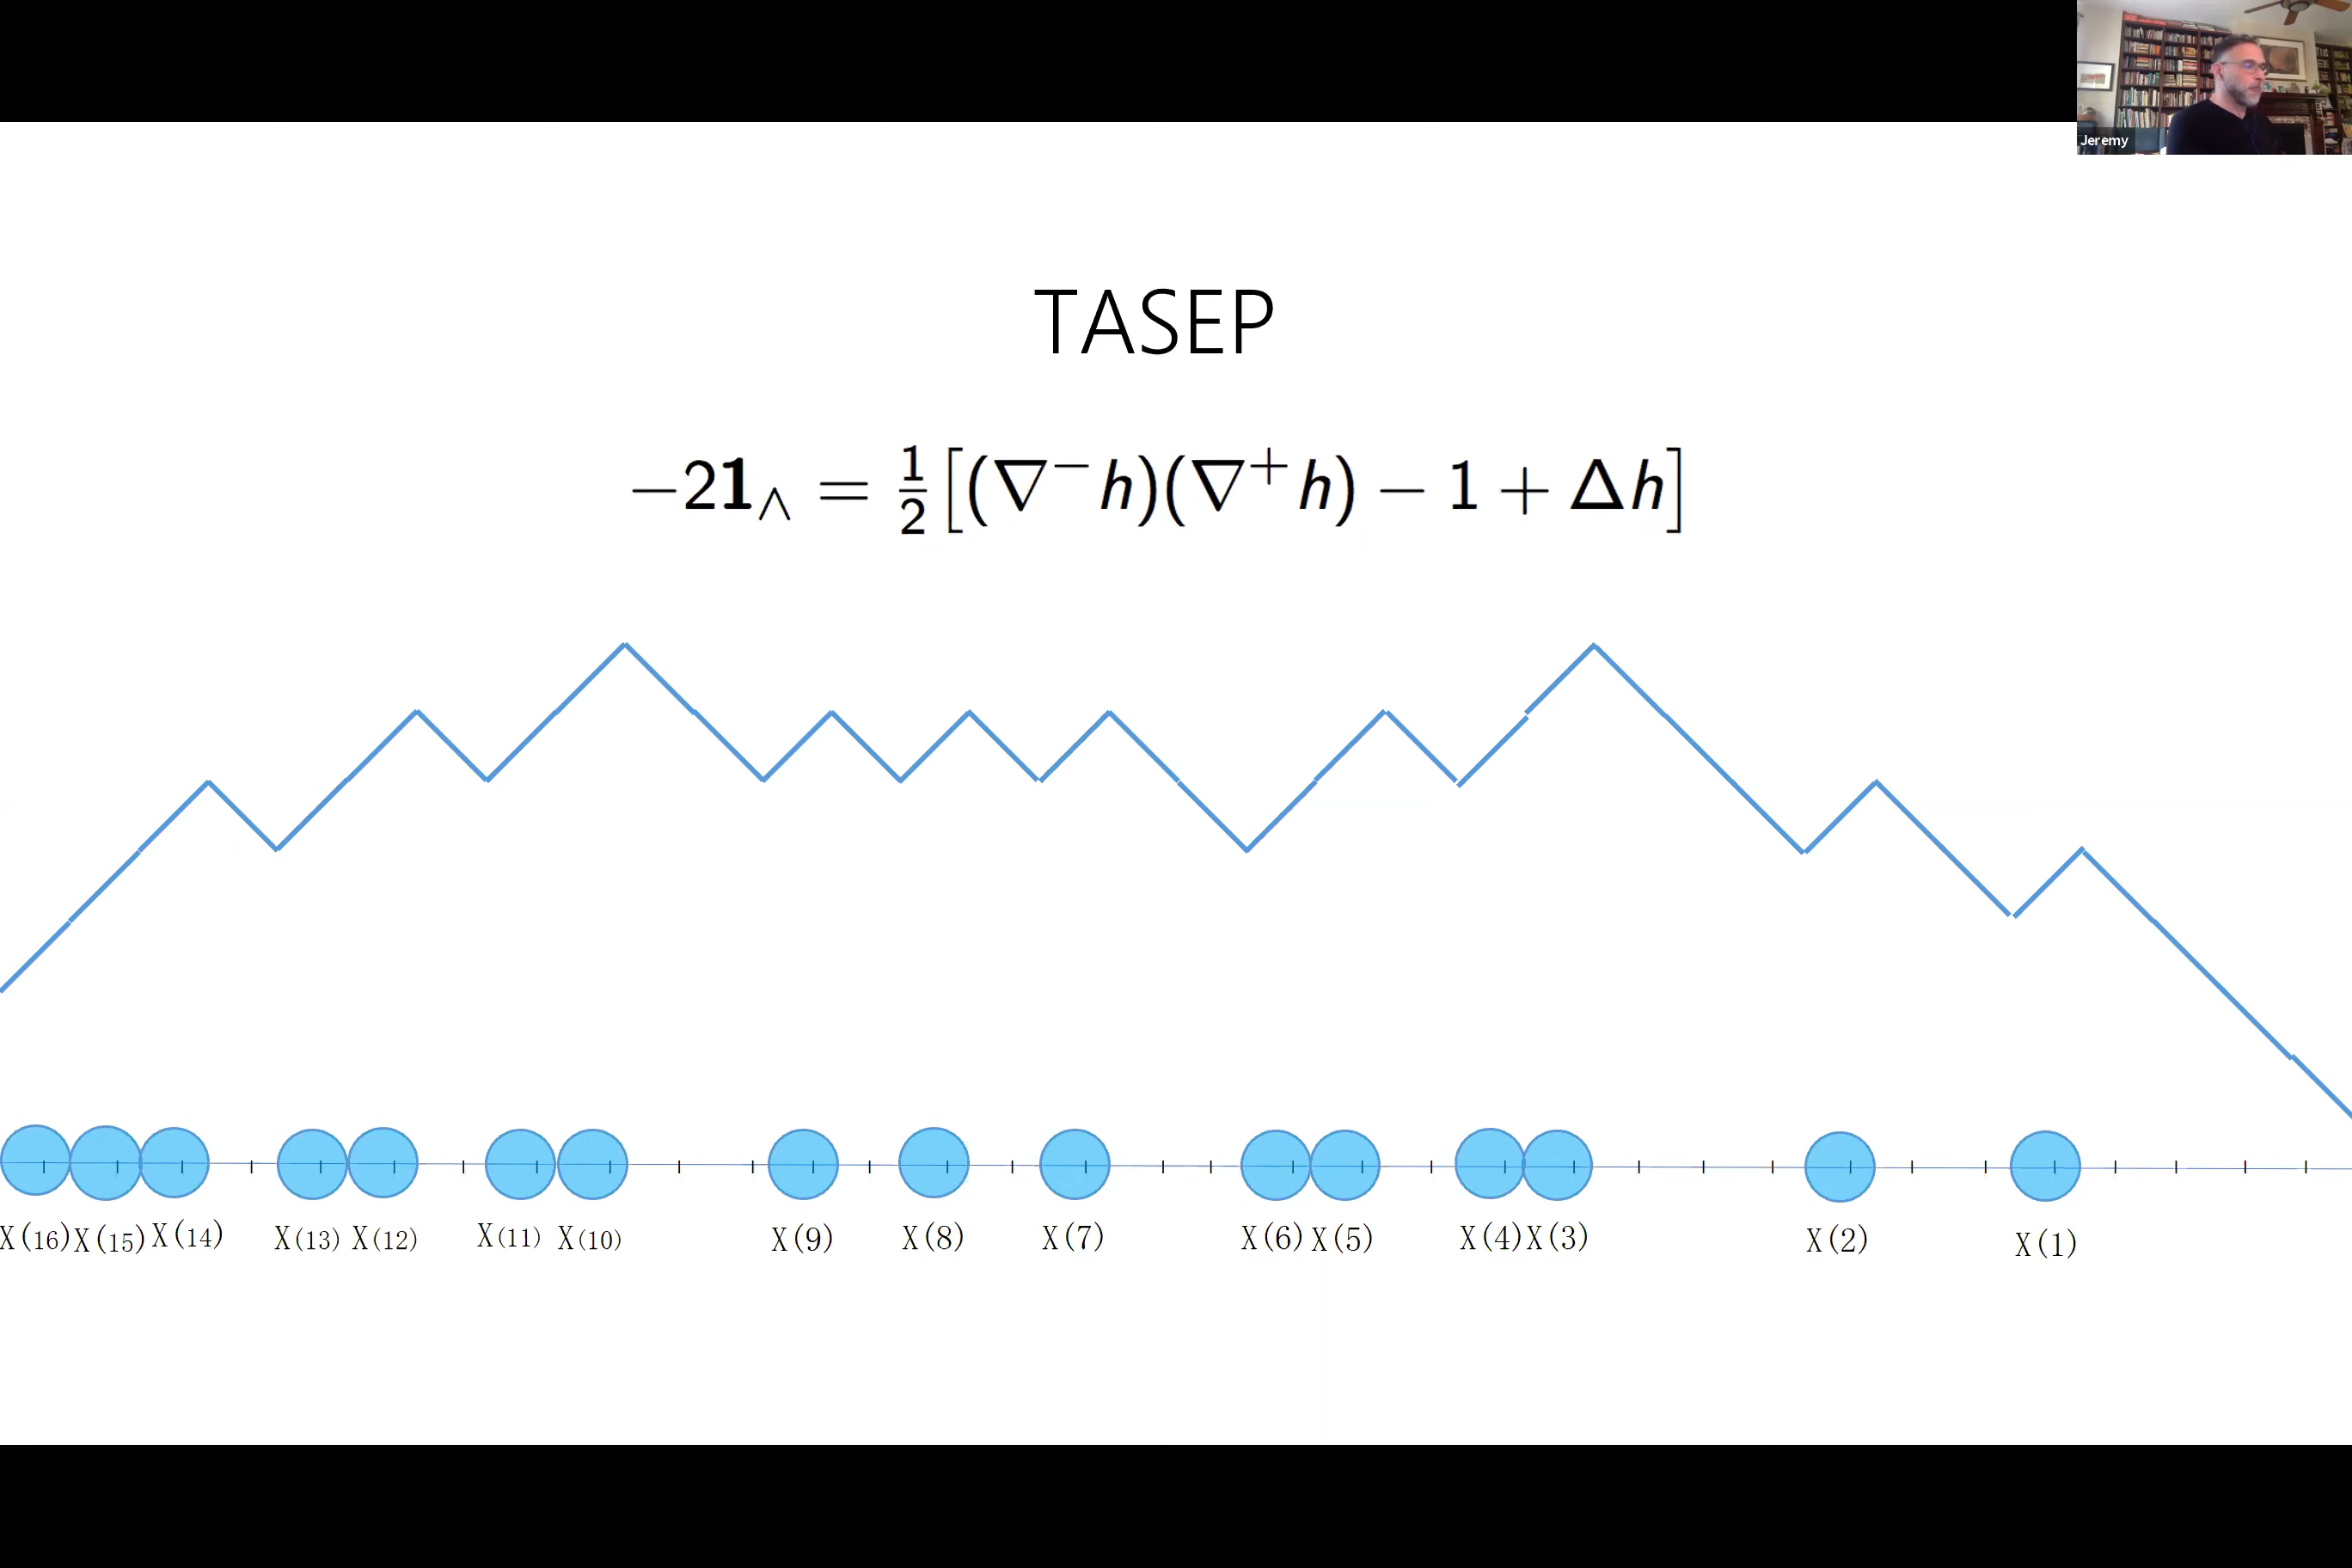 Jeremy
TASEP
−2𝟏∧ = ½[(∇⁻h)(∇⁺h) − 1 + Δh]
X(16) X(15) X(14) X(13) X(12) X(11) X(10) X(9) X(8) X(7) X(6) X(5) X(4) X(3) X(2) X(1)